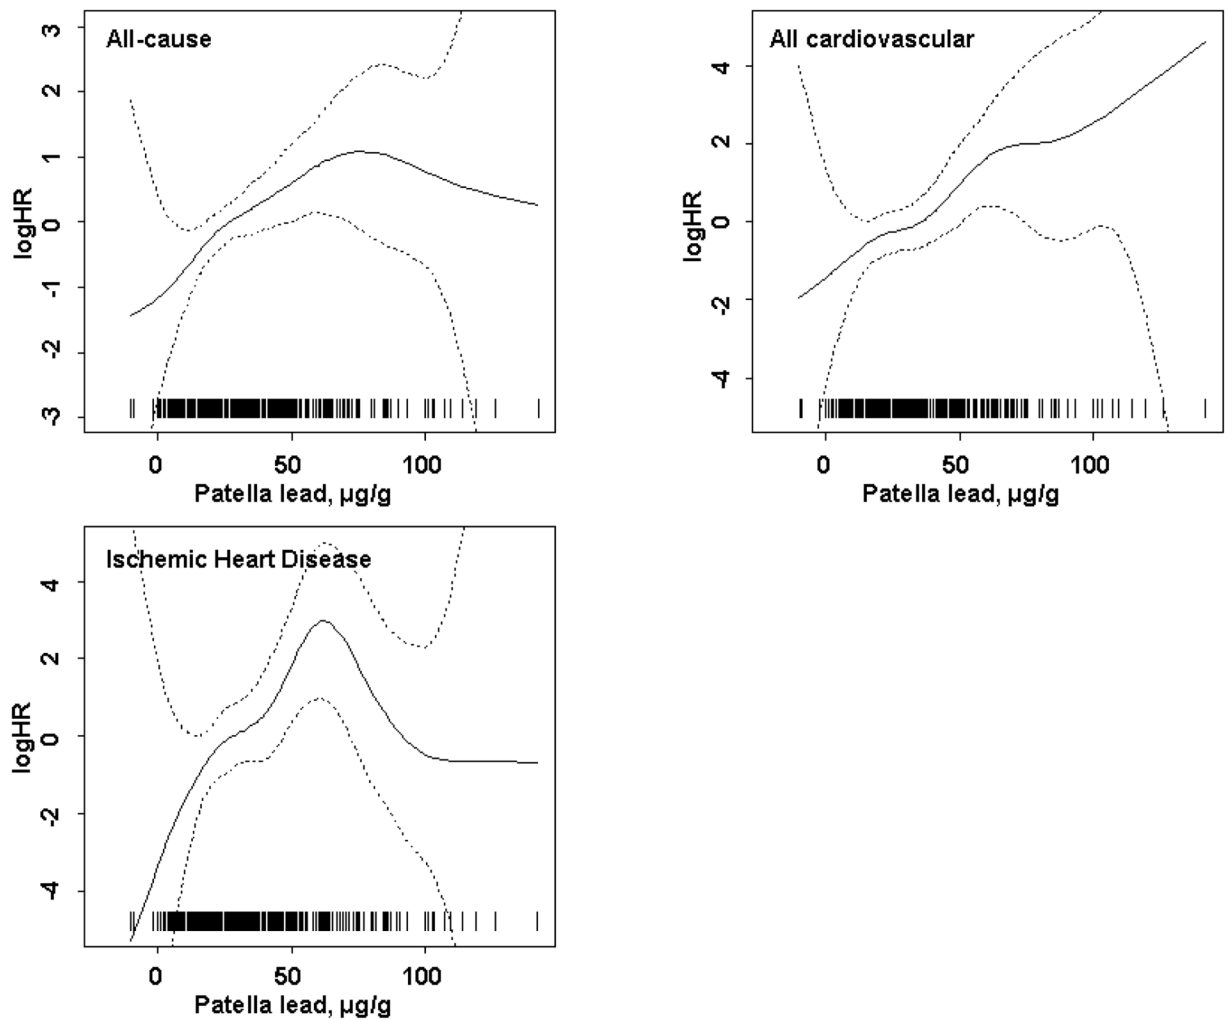 All-cause
3
2
1
0
-1
-2
-3
logHR
0 50 100
Patella lead, µg/g
All cardiovascular
4
2
0
-2
-4
logHR
0 50 100
Patella lead, µg/g
Ischemic Heart Disease
4
2
0
-2
-4
logHR
0 50 100
Patella lead, µg/g